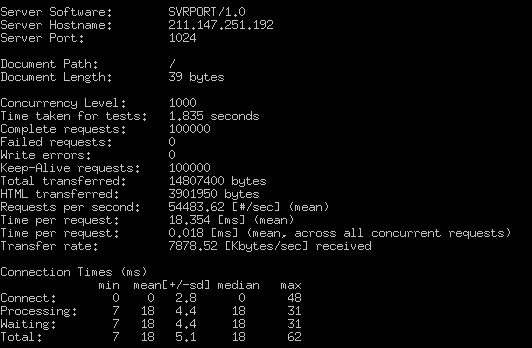 Server Software:        SVRPORT/1.0
Server Hostname:        211.147.251.192
Server Port:            1024
Document Path:          /
Document Length:        39 bytes
Concurrency Level:      1000
Time taken for tests:   1.835 seconds
Complete requests:      100000
Failed requests:        0
Write errors:           0
Keep-Alive requests:    100000
Total transferred:      14807400 bytes
HTML transferred:       3901950 bytes
Requests per second:    54483.62 [#/sec] (mean)
Time per request:       18.354 [ms] (mean)
Time per request:       0.018 [ms] (mean, across all concurrent requests)
Transfer rate:          7878.52 [Kbytes/sec] received
Connection Times (ms)
              min  mean[+/-sd] median   max
Connect:        0    0   2.8      0      48
Processing:     7   18   4.4     18      31
Waiting:        7   18   4.4     18      31
Total:          7   18   5.1     18      62